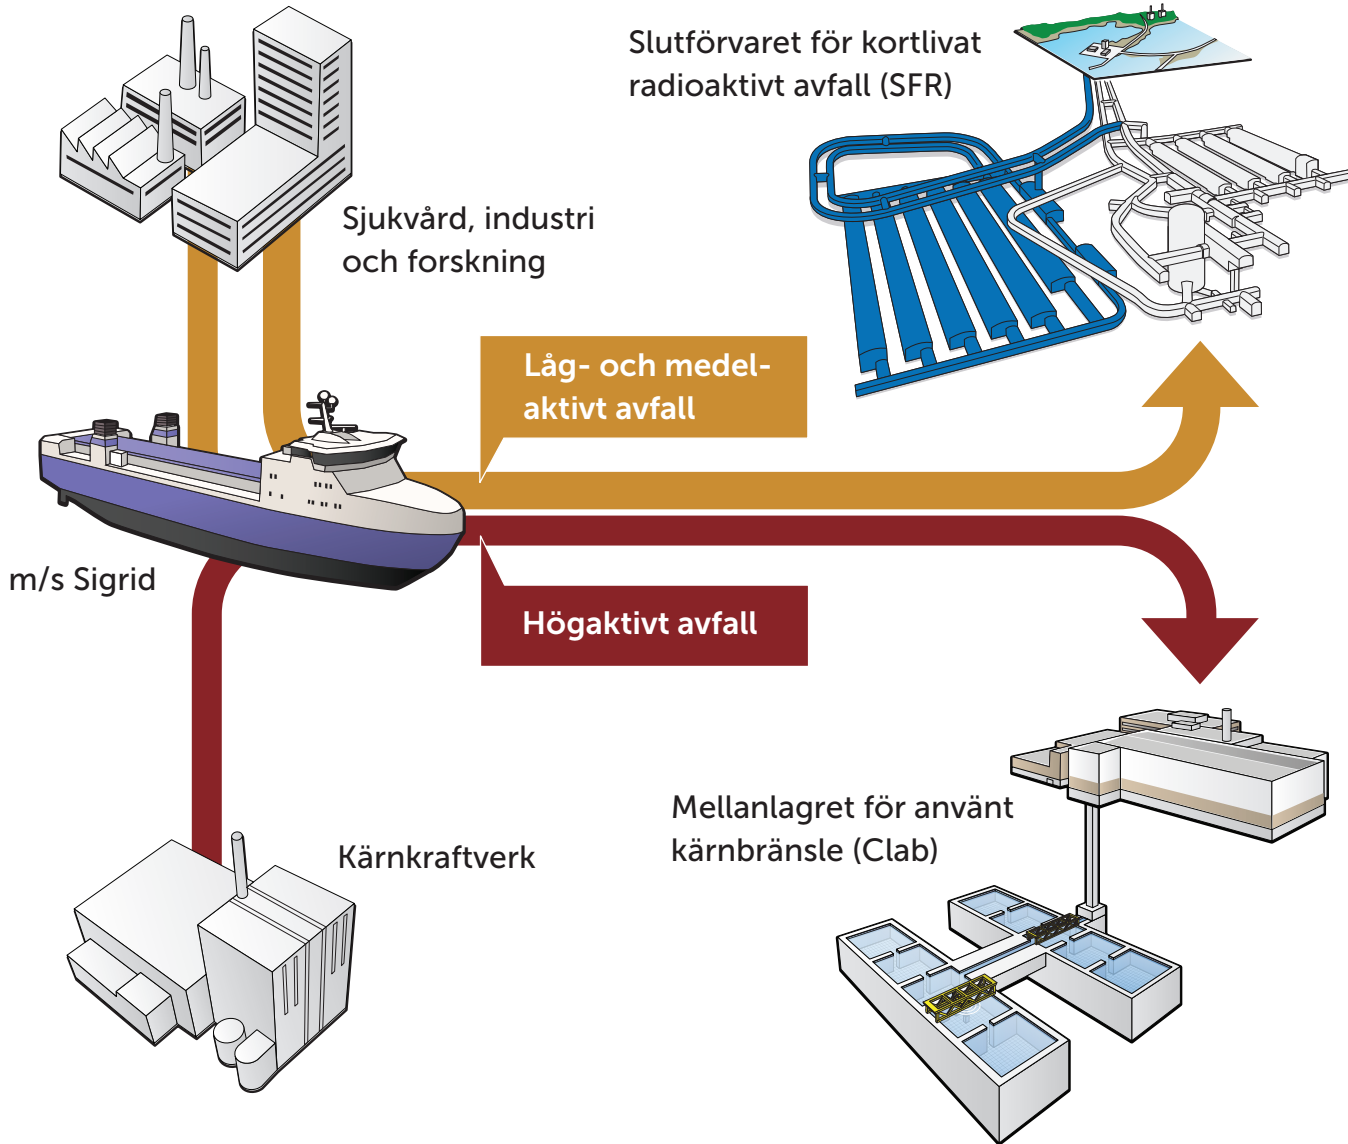 Slutförvaret för kortlivat
radioaktivt avfall (SFR)
Sjukvård, industri
och forskning
Låg- och medel-
aktivt avfall
m/s Sigrid
Högaktivt avfall
Mellanlagret för använt
kärnbränsle (Clab)
Kärnkraftverk